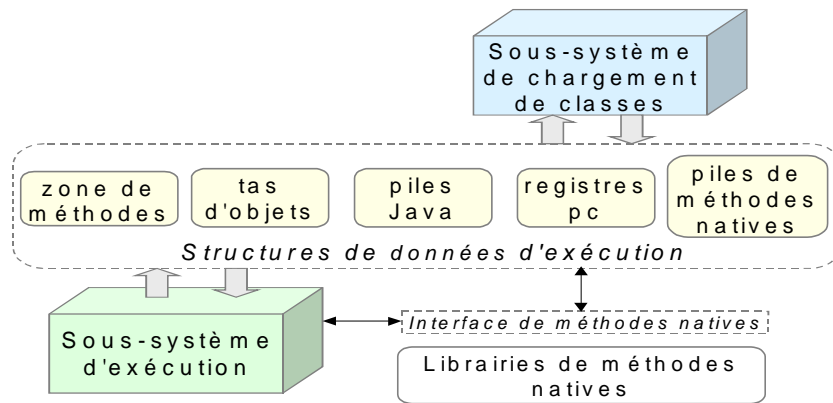 Sous-système
de chargement
de classes
zone de
méthodes
tas
d'objets
piles
Java
registres
pc
piles de
méthodes
natives
Structures de données d'exécution
Sous-système
d'exécution
Interface de méthodes natives
Librairies de méthodes
natives